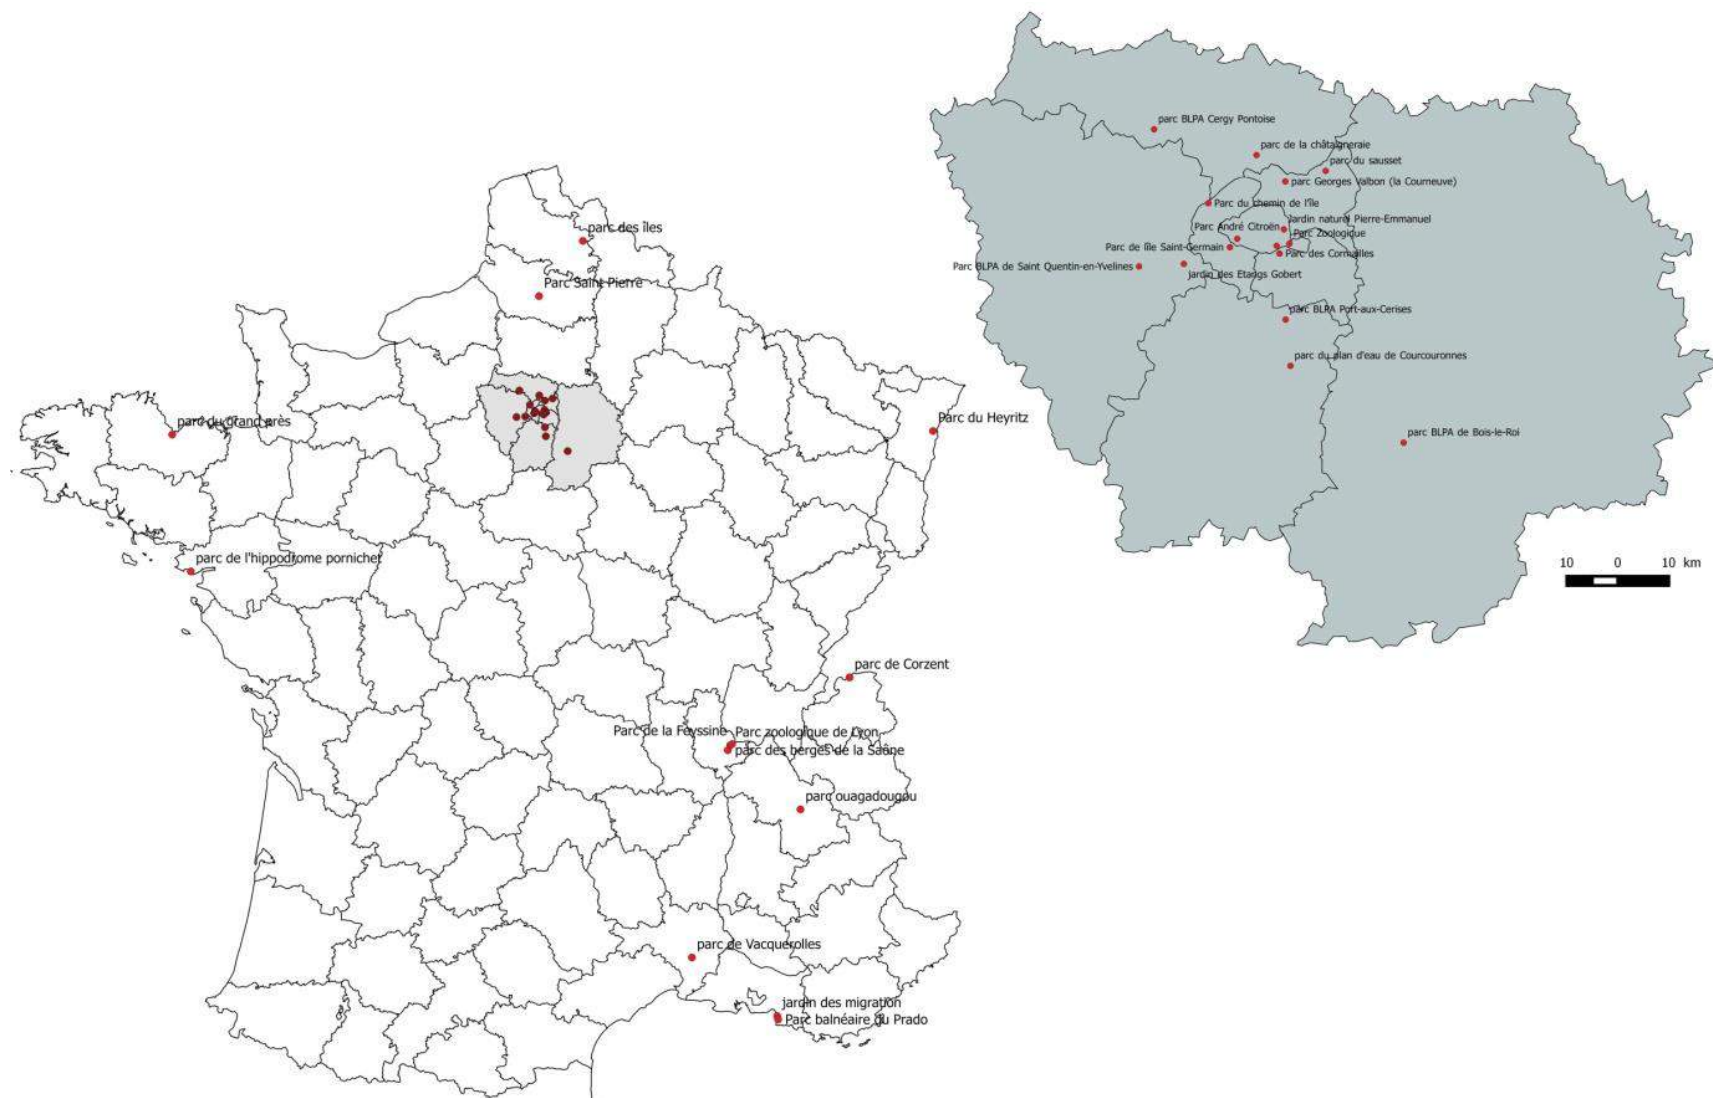 parc des îles
Parc Saint Pierre
parc du grand près
Parc du Heyritz
parc de l'hippodrome pornichet
parc de Corzent
Parc de la Feyssine
Parc zoologique de Lyon
parc des berges de la Saône
parc ouagadougou
parc de Vacquerolles
jardin des migration
Parc balnéaire du Prado
parc BLPA Cergy Pontoise
parc de la châtaigneraie
parc du sausset
parc Georges Valbon (la Courneuve)
Parc du chemin de l'île
Jardin naturel Pierre-Emmanuel
Parc André Citroën
Parc Zoologique
Parc de île Saint-Germain
Parc des Cormailles
Parc BLPA de Saint Quentin-en-Yvelines
Jardin des Etangs Gobert
parc BLPA Port-aux-Cerises
parc du plan d'eau de Courcouronnes
parc BLPA de Bois-le-Roi
10 0 10 km